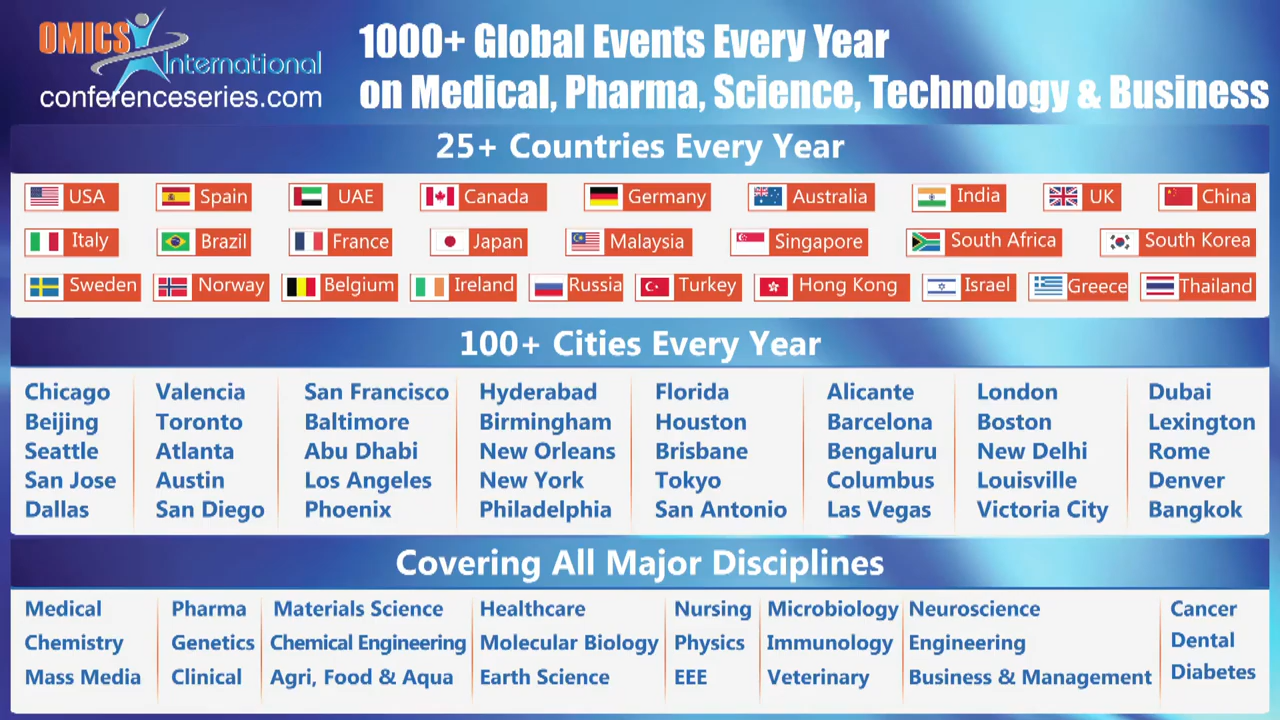 OMICS International
conferenceseries.com
1000+ Global Events Every Year
on Medical, Pharma, Science, Technology & Business
25+ Countries Every Year
USA Spain UAE Canada Germany Australia India UK China
Italy Brazil France Japan Malaysia Singapore South Africa South Korea
Sweden Norway Belgium Ireland Russia Turkey Hong Kong Israel Greece Thailand
100+ Cities Every Year
Chicago Valencia San Francisco Hyderabad Florida Alicante London Dubai
Beijing Toronto Baltimore Birmingham Houston Barcelona Boston Lexington
Seattle Atlanta Abu Dhabi New Orleans Brisbane Bengaluru New Delhi Rome
San Jose Austin Los Angeles New York Tokyo Columbus Louisville Denver
Dallas San Diego Phoenix Philadelphia San Antonio Las Vegas Victoria City Bangkok
Covering All Major Disciplines
Medical Pharma Materials Science Healthcare Nursing Microbiology Neuroscience Cancer
Chemistry Genetics Chemical Engineering Molecular Biology Physics Immunology Engineering Dental
Mass Media Clinical Agri, Food & Aqua Earth Science EEE Veterinary Business & Management Diabetes